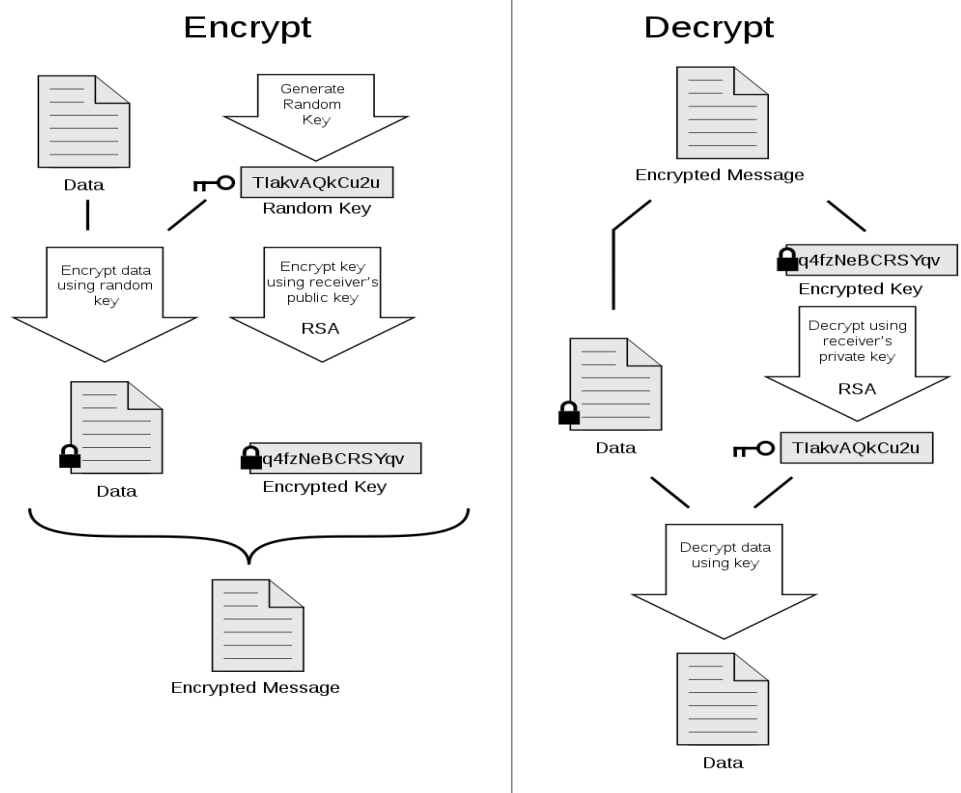 Encrypt
Generate
Random
Key
Data
TIakvAQkCu2u
Random Key
Encrypt data
using random
key
Encrypt key
using receiver's
public key
RSA
Data
q4fzNeBCRSYqv
Encrypted Key
Encrypted Message
Decrypt
Encrypted Message
q4fzNeBCRSYqv
Encrypted Key
Decrypt using
receiver's
private key
RSA
Data
TIakvAQkCu2u
Decrypt data
using key
Data